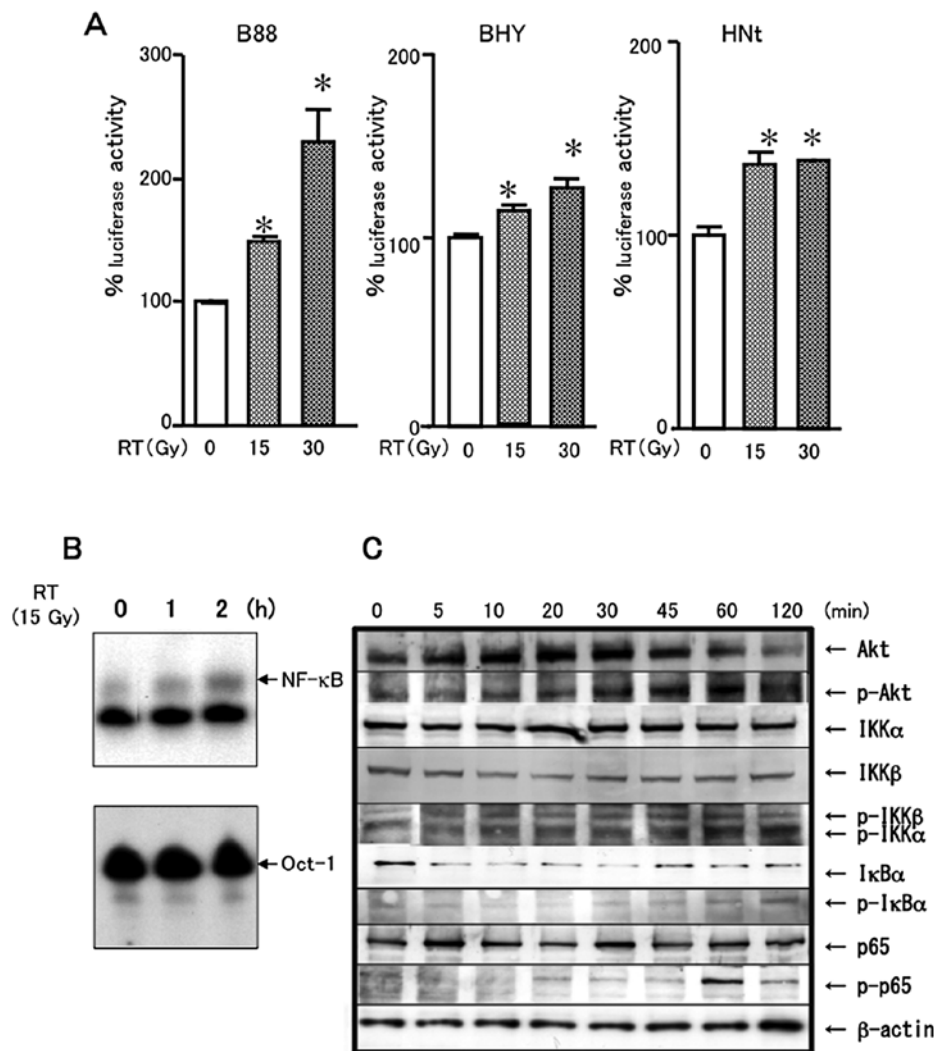 A
B88
BHY
HNt
% luciferase activity
300
200
100
0
*
*
RT(Gy) 0 15 30
% luciferase activity
200
100
0
*
*
RT(Gy) 0 15 30
% luciferase activity
200
100
0
*
*
RT(Gy) 0 15 30
B
RT
(15 Gy)
0 1 2 (h)
←NF-κB
←Oct-1
C
0 5 10 20 30 45 60 120 (min)
← Akt
← p-Akt
← IKKα
← IKKβ
← p-IKKβ
← p-IKKα
← IκBα
← p-IκBα
← p65
← p-p65
← β-actin